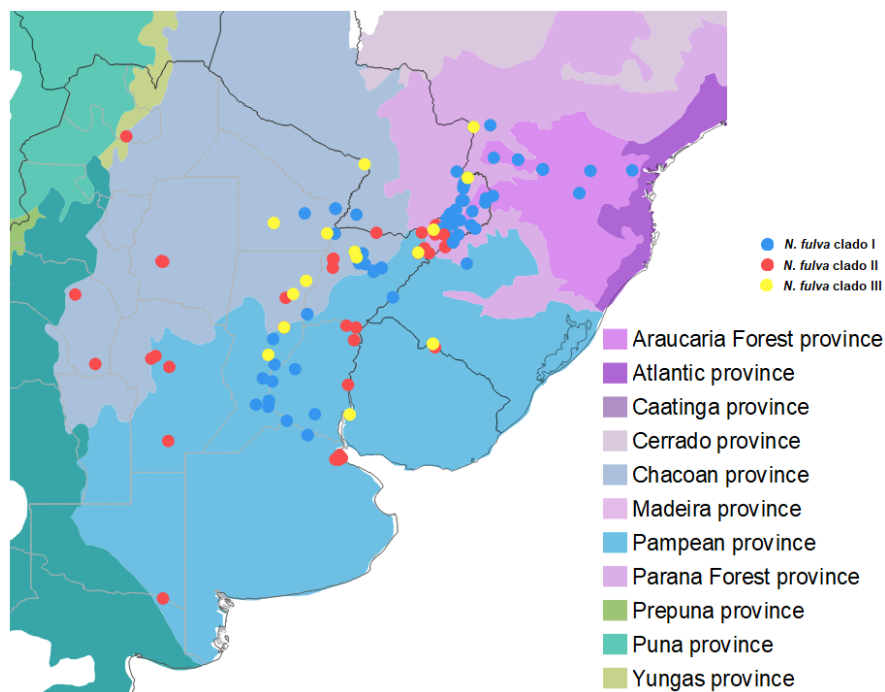 N. fulva clado I
N. fulva clado II
N. fulva clado III
Araucaria Forest province
Atlantic province
Caatinga province
Cerrado province
Chacoan province
Madeira province
Pampean province
Parana Forest province
Prepuna province
Puna province
Yungas province